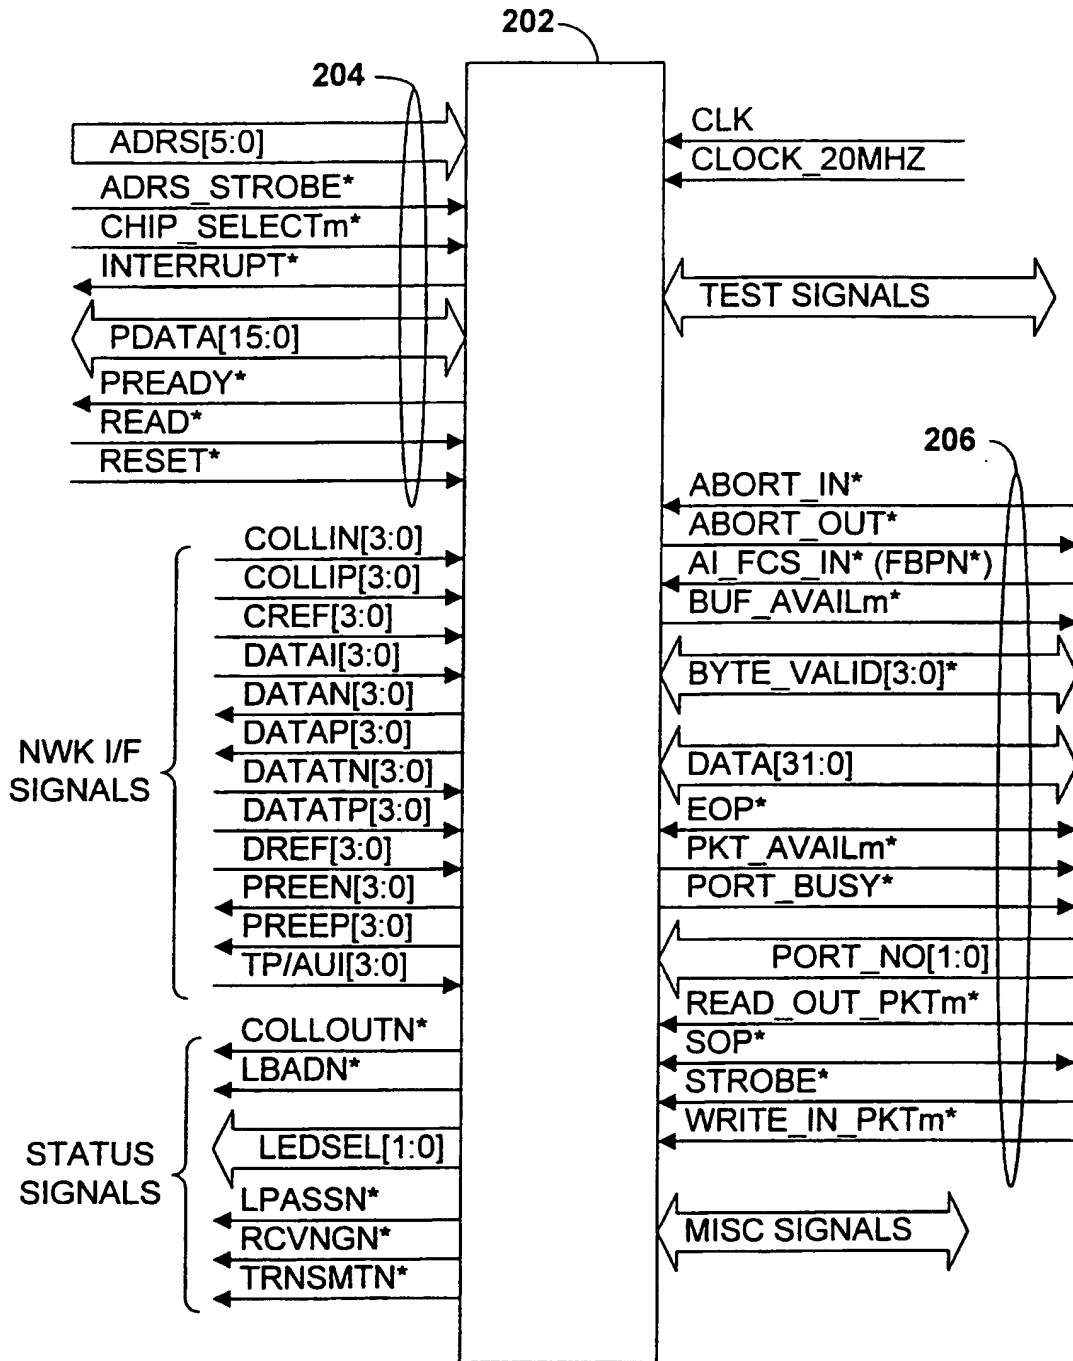 202
204
ADRS[5:0]
ADRS_STROBE*
CHIP_SELECTm*
INTERRUPT*
PDATA[15:0]
PREADY*
READ*
RESET*
CLK
CLOCK_20MHZ
TEST SIGNALS
206
NWK I/F
SIGNALS
COLLIN[3:0]
COLLIP[3:0]
CREF[3:0]
DATAI[3:0]
DATAN[3:0]
DATAP[3:0]
DATATN[3:0]
DATATP[3:0]
DREF[3:0]
PREEN[3:0]
PREEP[3:0]
TP/AUI[3:0]
ABORT_IN*
ABORT_OUT*
AI_FCS_IN* (FBPN*)
BUF_AVAILm*
BYTE_VALID[3:0]*
DATA[31:0]
EOP*
PKT_AVAILm*
PORT_BUSY*
PORT_NO[1:0]
READ_OUT_PKTm*
SOP*
STROBE*
WRITE_IN_PKTm*
STATUS
SIGNALS
COLLOUTN*
LBADN*
LEDSEL[1:0]
LPASSN*
RCVNGN*
TRNSMTN*
MISC SIGNALS